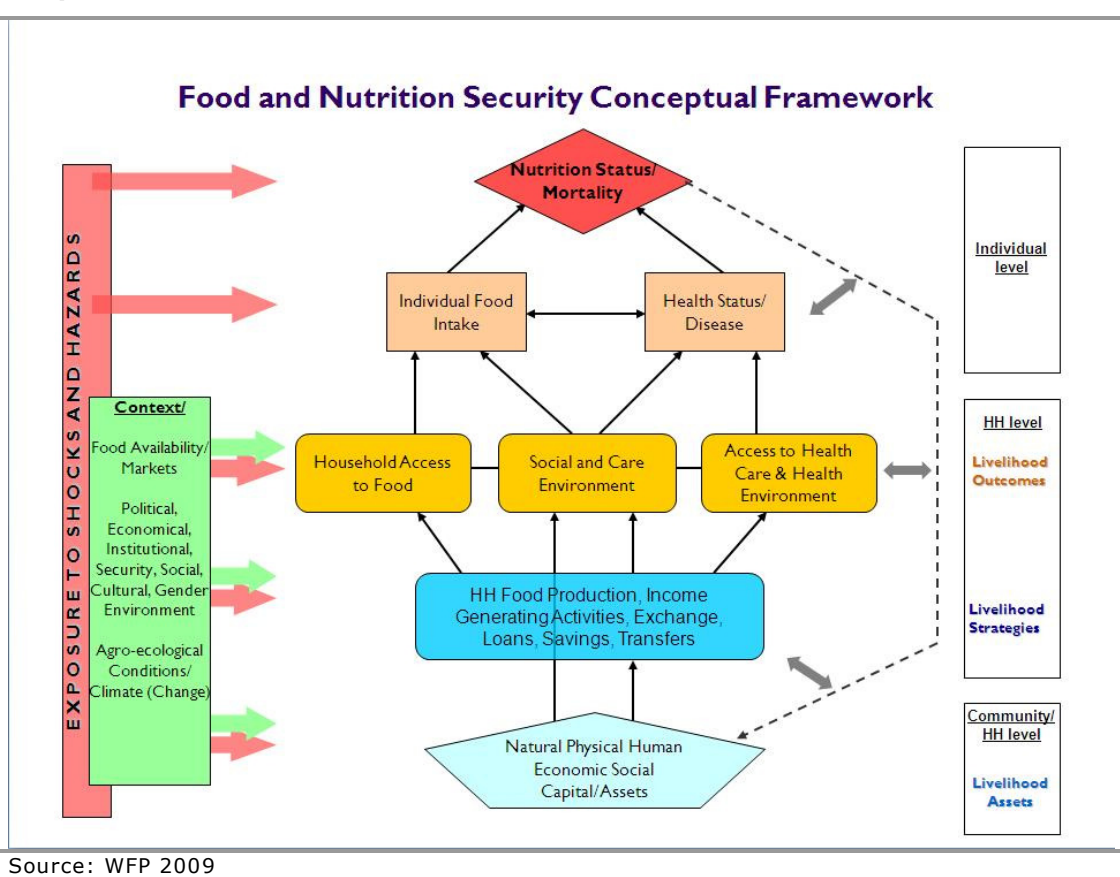 Food and Nutrition Security Conceptual Framework
EXPOSURE TO SHOCKS AND HAZARDS
Context/
Food Availability/
Markets
Political,
Economical,
Institutional,
Security, Social,
Cultural, Gender
Environment
Agro-ecological
Conditions/
Climate (Change)
Nutrition Status/
Mortality
Individual Food
Intake
Health Status/
Disease
Household Access
to Food
Social and Care
Environment
Access to Health
Care & Health
Environment
HH Food Production, Income
Generating Activities, Exchange,
Loans, Savings, Transfers
Natural Physical Human
Economic Social
Capital/Assets
Individual
level
HH level
Livelihood
Outcomes
Livelihood
Strategies
Community/
HH level
Livelihood
Assets
Source: WFP 2009